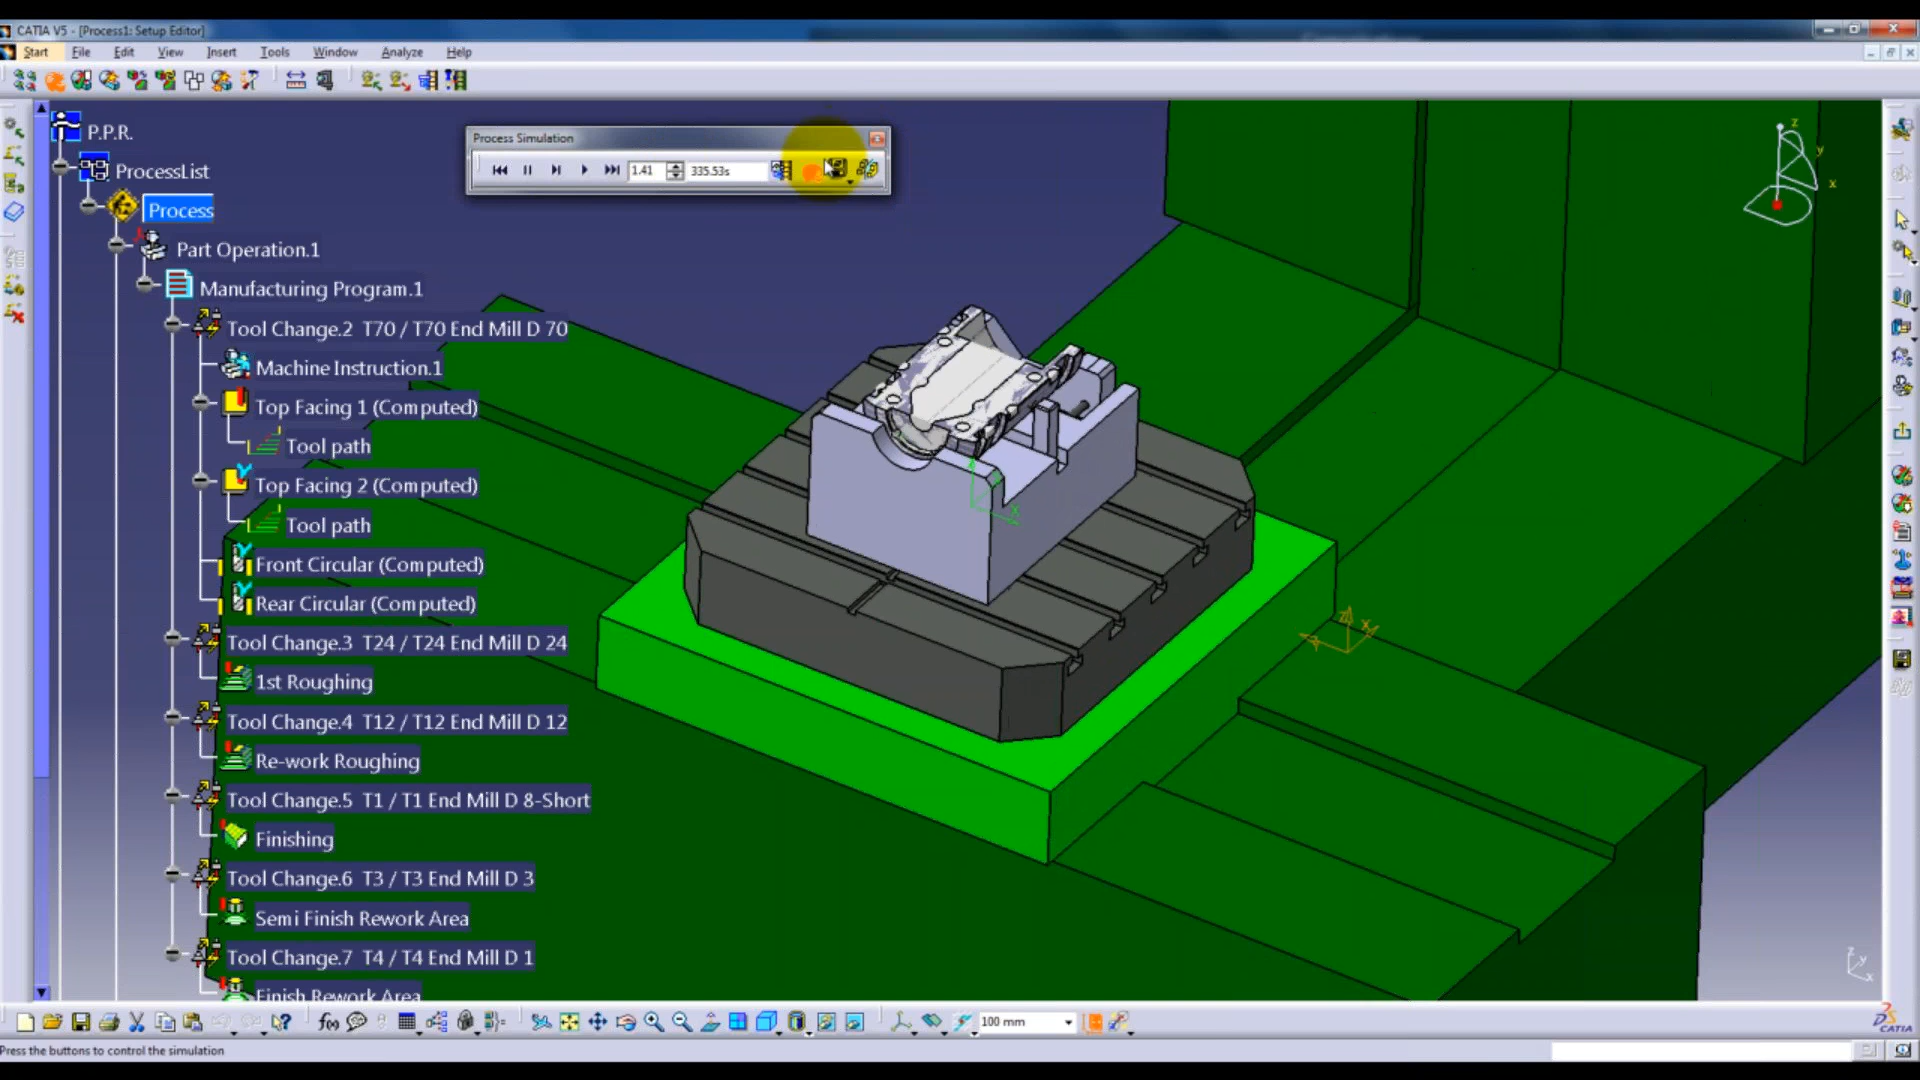 CATIA V5 - [Process1: Setup Editor]
Start File Edit View Insert Tools Window Analyze Help
P.P.R.
ProcessList
Process
Part Operation.1
Manufacturing Program.1
Tool Change.2 T70 / T70 End Mill D 70
Machine Instruction.1
Top Facing 1 (Computed)
Tool path
Top Facing 2 (Computed)
Tool path
Front Circular (Computed)
Rear Circular (Computed)
Tool Change.3 T24 / T24 End Mill D 24
1st Roughing
Tool Change.4 T12 / T12 End Mill D 12
Re-work Roughing
Tool Change.5 T1 / T1 End Mill D 8-Short
Finishing
Tool Change.6 T3 / T3 End Mill D 3
Semi Finish Rework Area
Tool Change.7 T4 / T4 End Mill D 1
Finish Rework Area
Process Simulation
1.41 335.53s
z
y
x
x
z x
z
y
x
f(x)
100 mm
CATIA
Press the buttons to control the simulation